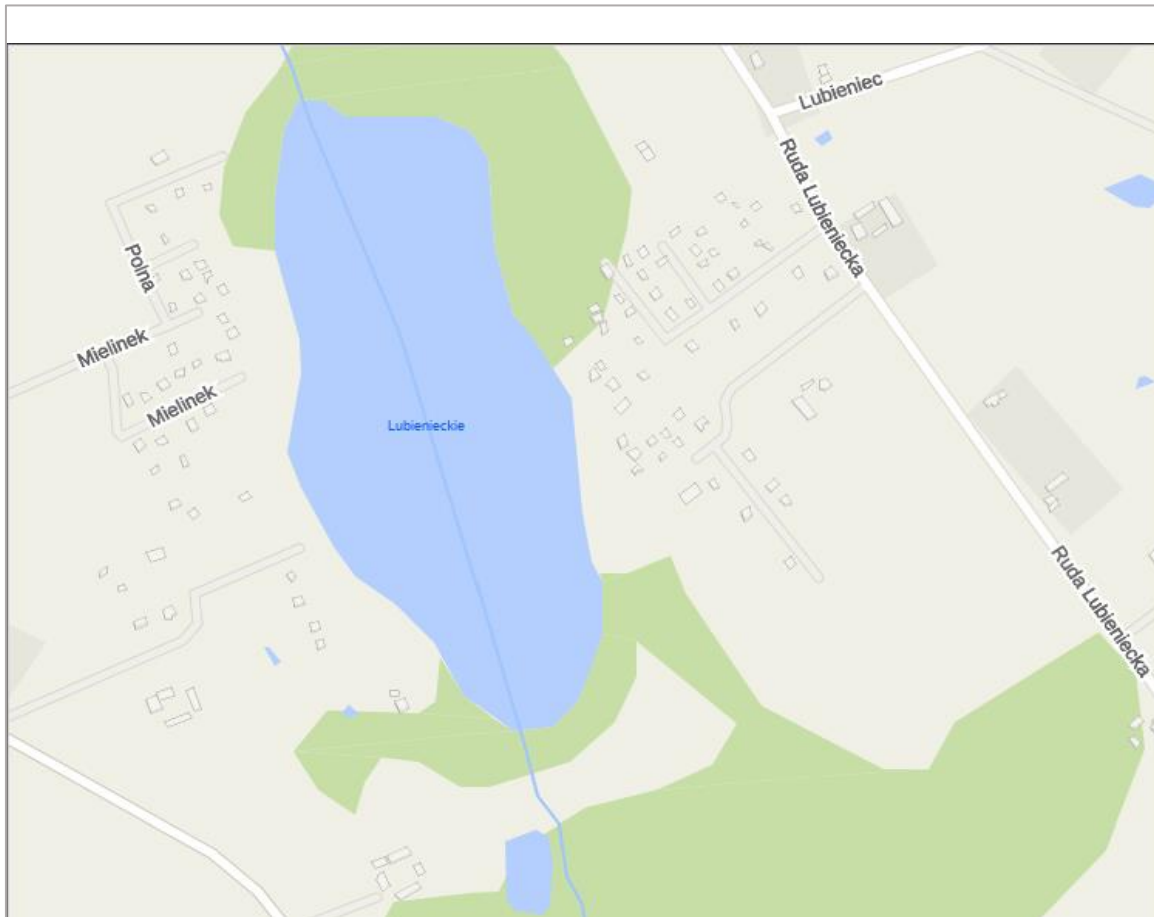 Lubieniec
Ruda Lubieniecka
Polna
Mielinek
Mielinek
Lubienieckie
Ruda Lubieniecka